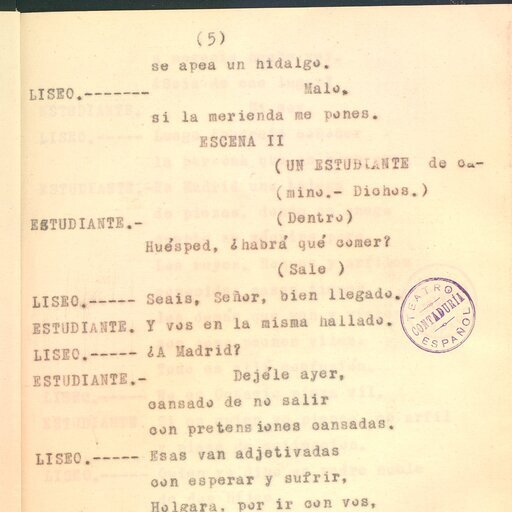 (5)
se apea un hidalgo.
LISEO.------- Malo,
si la merienda me pones.
ESCENA II
(UN ESTUDIANTE de ca-
mino.- Dichos.)
ESTUDIANTE.- (Dentro)
Huésped, ¿habrá qué comer?
(Sale )
LISEO.----- Seais, Señor, bien llegado.
ESTUDIANTE. Y vos en la misma hallado.
LISEO.----- ¿A Madrid?
ESTUDIANTE.- Dejéle ayer,
cansado de no salir
con pretensiones cansadas.
LISEO.----- Esas van adjetivadas
con esperar y sufrir,
Holgara, por ir con vos,
TEATRO ESPAÑOL
CONTADURÍA